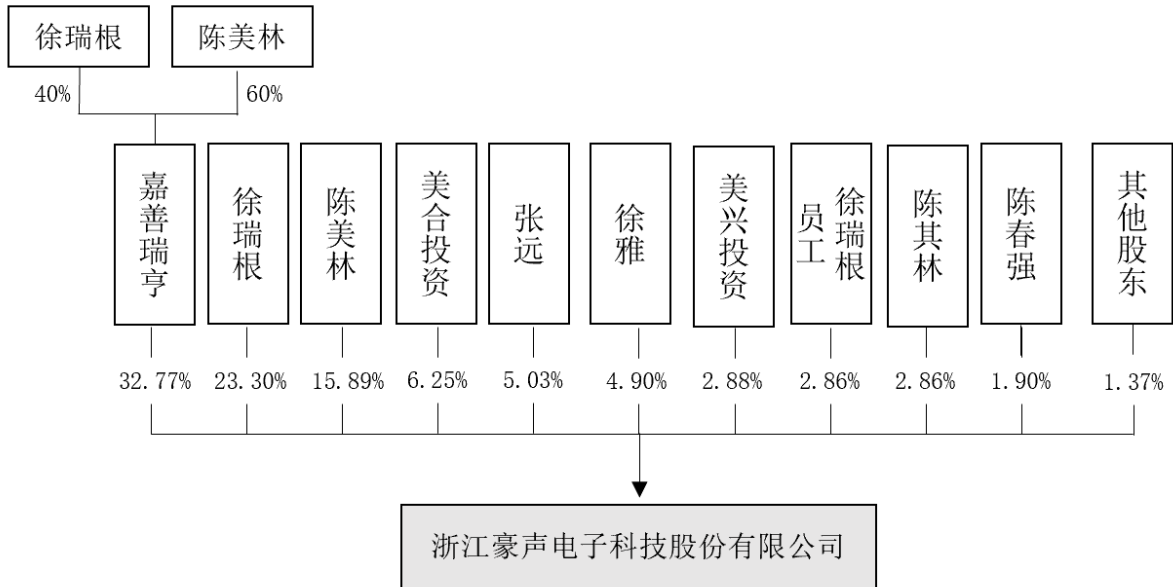 徐瑞根
陈美林
40%
60%
嘉善瑞亨
徐瑞根
陈美林
美合投资
张远
徐雅
美兴投资
徐瑞根
员工
陈其林
陈春强
其他股东
32.77%
23.30%
15.89%
6.25%
5.03%
4.90%
2.88%
2.86%
2.86%
1.90%
1.37%
浙江豪声电子科技股份有限公司